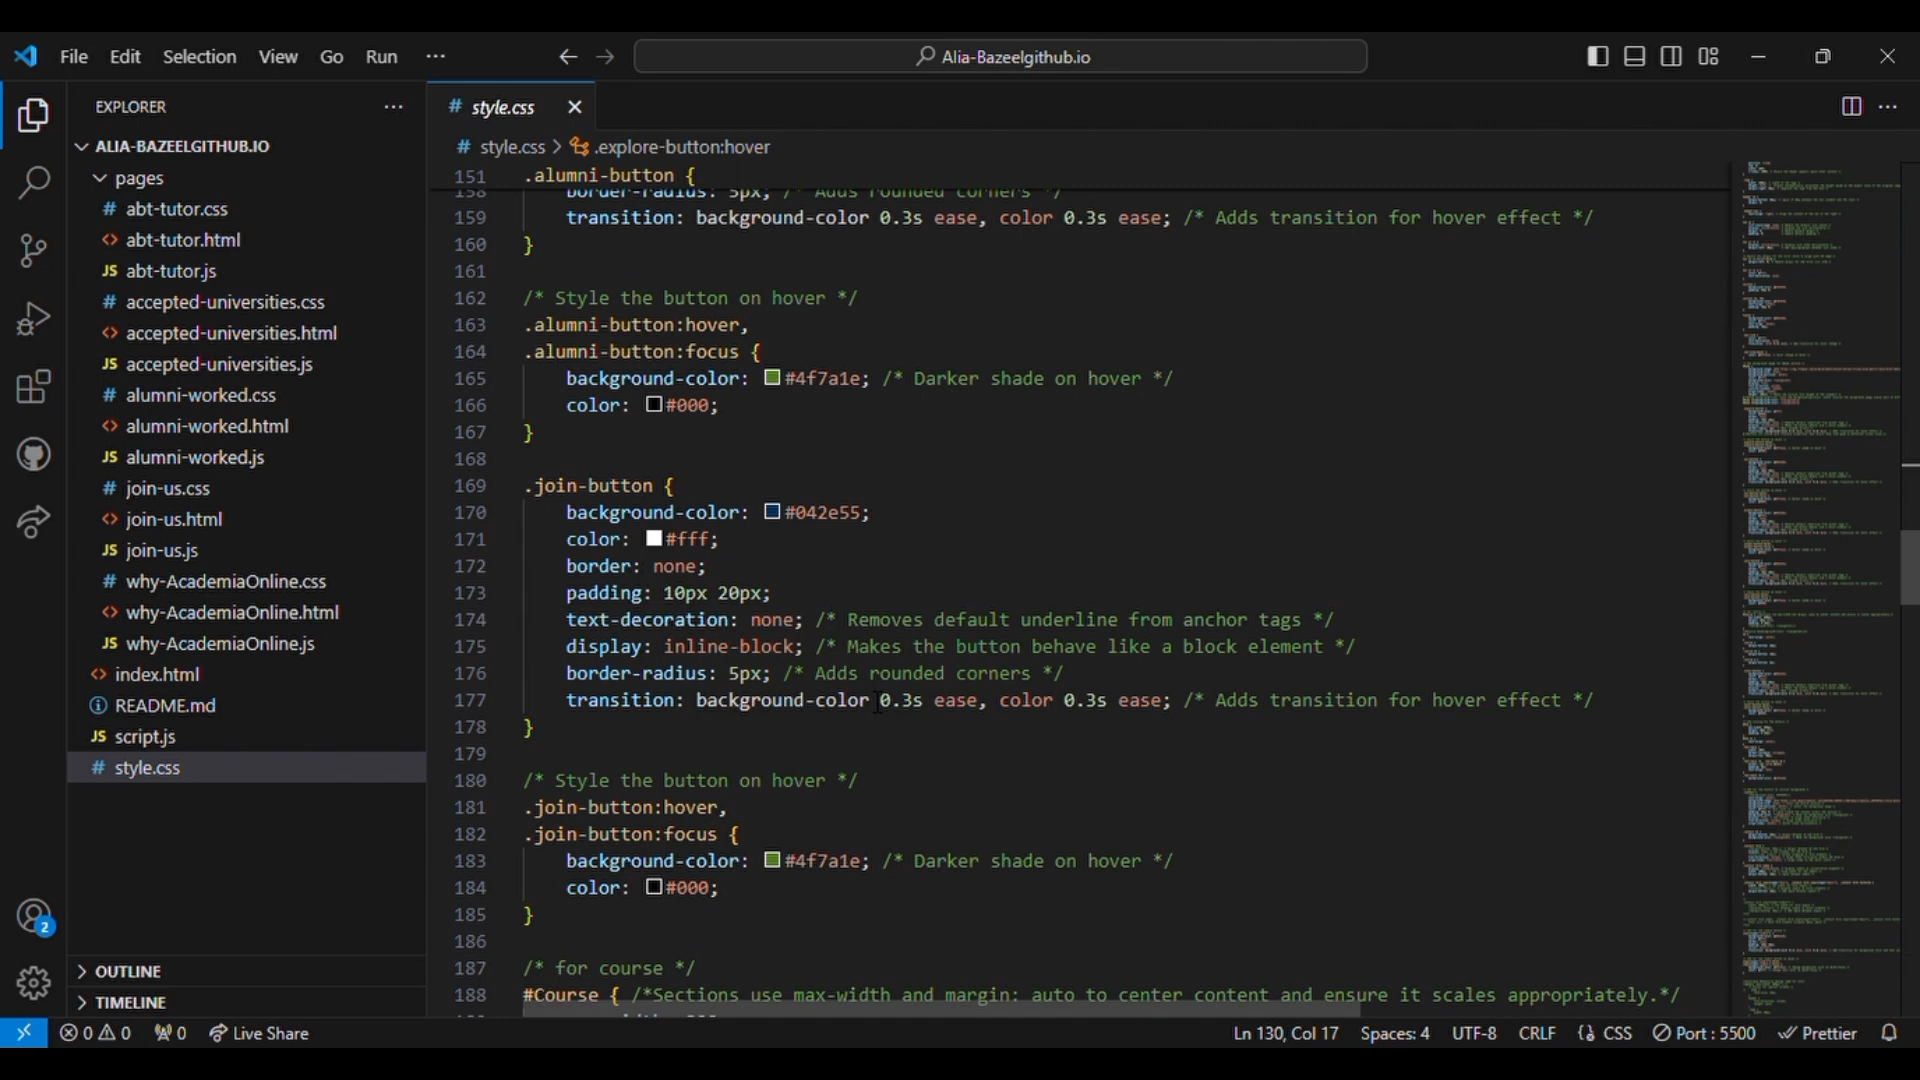 File Edit Selection View Go Run ··· Alia-Bazeelgithub.io
EXPLORER ···
ALIA-BAZEELGITHUB.IO
pages
# abt-tutor.css
<> abt-tutor.html
JS abt-tutor.js
# accepted-universities.css
<> accepted-universities.html
JS accepted-universities.js
# alumni-worked.css
<> alumni-worked.html
JS alumni-worked.js
# join-us.css
<> join-us.html
JS join-us.js
# why-AcademiaOnline.css
<> why-AcademiaOnline.html
JS why-AcademiaOnline.js
<> index.html
README.md
JS script.js
# style.css
OUTLINE
TIMELINE
# style.css
# style.css > .explore-button:hover
151 .alumni-button {
158 border-radius: 5px; /* Adds rounded corners */
159 transition: background-color 0.3s ease, color 0.3s ease; /* Adds transition for hover effect */
160 }
161
162 /* Style the button on hover */
163 .alumni-button:hover,
164 .alumni-button:focus {
165 background-color: #4f7a1e; /* Darker shade on hover */
166 color: #000;
167 }
168
169 .join-button {
170 background-color: #042e55;
171 color: #fff;
172 border: none;
173 padding: 10px 20px;
174 text-decoration: none; /* Removes default underline from anchor tags */
175 display: inline-block; /* Makes the button behave like a block element */
176 border-radius: 5px; /* Adds rounded corners */
177 transition: background-color 0.3s ease, color 0.3s ease; /* Adds transition for hover effect */
178 }
179
180 /* Style the button on hover */
181 .join-button:hover,
182 .join-button:focus {
183 background-color: #4f7a1e; /* Darker shade on hover */
184 color: #000;
185 }
186
187 /* for course */
188 #Course { /*Sections use max-width and margin: auto to center content and ensure it scales appropriately.*/
2
0 0 0 Live Share Ln 130, Col 17 Spaces: 4 UTF-8 CRLF {} CSS Port : 5500 Prettier